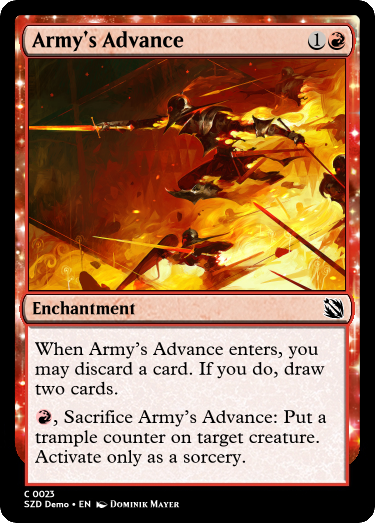 Army's Advance 1
Enchantment
When Army's Advance enters, you
may discard a card. If you do, draw
two cards.
, Sacrifice Army's Advance: Put a
trample counter on target creature.
Activate only as a sorcery.
C 0023
SZD Demo • EN Dominik Mayer